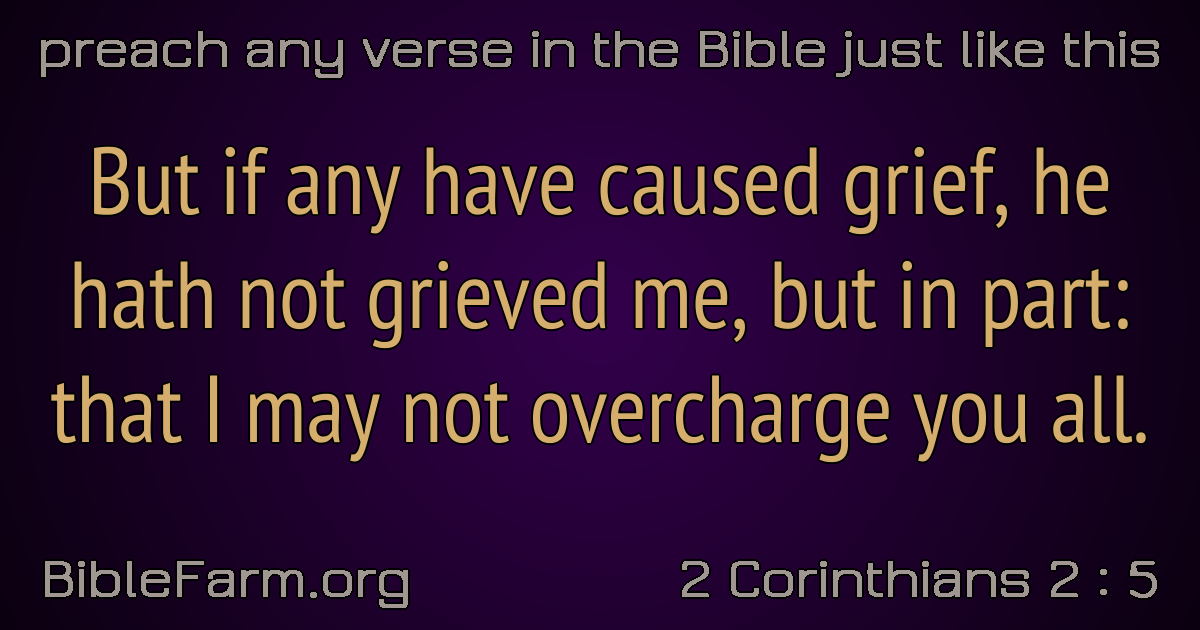 preach any verse in the Bible just like this
But if any have caused grief, he
hath not grieved me, but in part:
that I may not overcharge you all.
BibleFarm.org
2 Corinthians 2 : 5